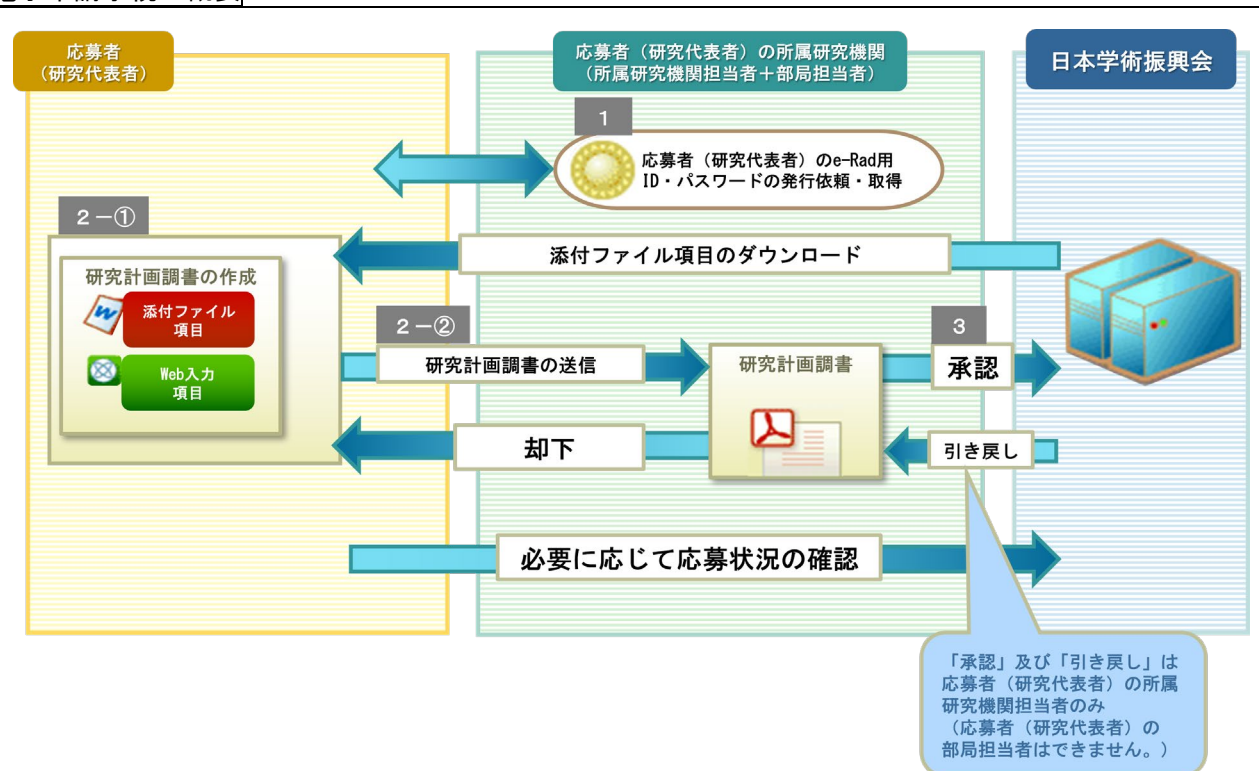 応募者
(研究代表者)
応募者(研究代表者)の所属研究機関
(所属研究機関担当者+部局担当者)
日本学術振興会
1
応募者(研究代表者)のe-Rad用
ID・パスワードの発行依頼・取得
2-①
添付ファイル項目のダウンロード
研究計画調書の作成
添付ファイル
項目
Web入力
項目
2-②
研究計画調書の送信
研究計画調書
3
承認
却下
引き戻し
必要に応じて応募状況の確認
「承認」及び「引き戻し」は
応募者(研究代表者)の所属
研究機関担当者のみ
(応募者(研究代表者)の
部局担当者はできません。)